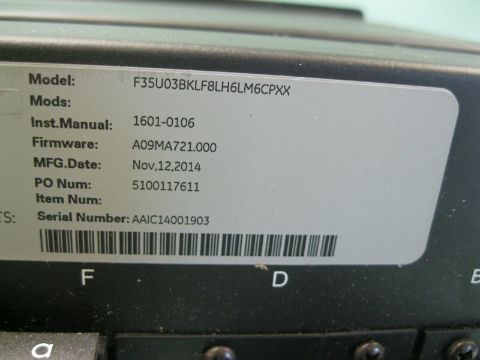 Model: F35U03BKLF8LH6LM6CPXX
Mods:
Inst.Manual: 1601-0106
Firmware: A09MA721.000
MFG.Date: Nov,12,2014
PO Num: 5100117611
Item Num:
TS: Serial Number: AAIC14001903
F D B
a